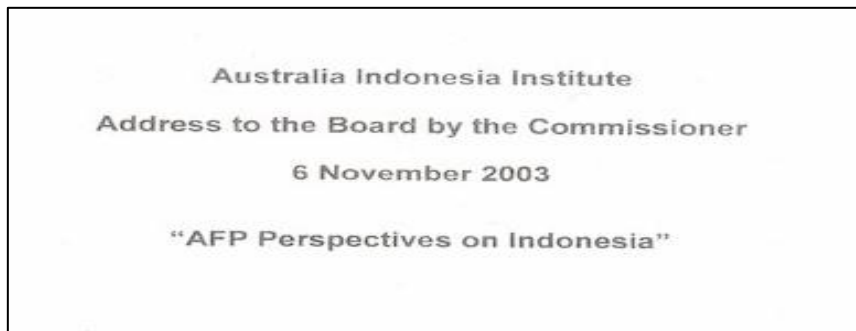 Australia Indonesia Institute
Address to the Board by the Commissioner
6 November 2003
“AFP Perspectives on Indonesia”